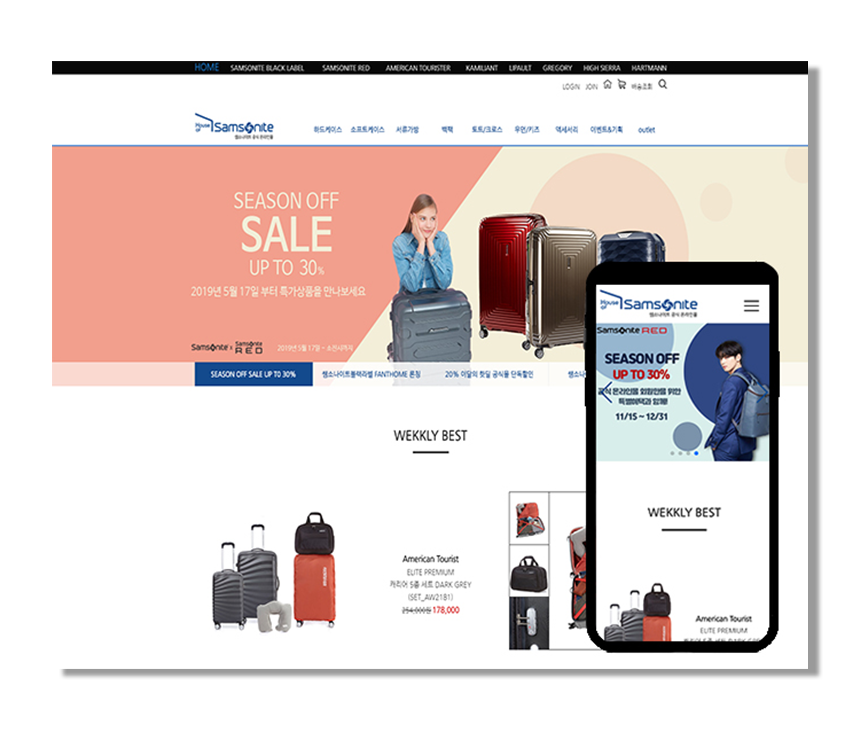 HOME SAMSONITE BLACK LABEL SAMSONITE RED AMERICAN TOURISTER KAMILIANT LIPAULT GREGORY HIGH SIERRA HARTMANN
LOGIN JOIN 배송조회
House of Samsonite
쌤소나이트 공식 온라인몰
하드케이스 소프트케이스 서류가방 백팩 토트/크로스 우먼/키즈 액세서리 이벤트&기획 outlet
SEASON OFF
SALE
UP TO 30%
2019년 5월 17일 부터 특가상품을 만나보세요
Samsonite x Samsonite RED 2019년 5월 17일 ~ 소진시까지
SEASON OFF SALE UP TO 30% 쌤소나이트블랙라벨 FANTHOME 론칭 20% 이달의 핫딜 공식몰 단독할인 쌤소나
WEKKLY BEST
American Tourist
ELITE PREMIUM
캐리어 5종 세트 DARK GREY
(SET_AW2181)
254,000원 178,000
House of Samsonite
쌤소나이트 공식 온라인몰
Samsonite RED
SEASON OFF
UP TO 30%
공식 온라인몰 회원만을 위한
특별혜택과 함께!
11/15 ~ 12/31
WEKKLY BEST
American Tourist
ELITE PREMIUM